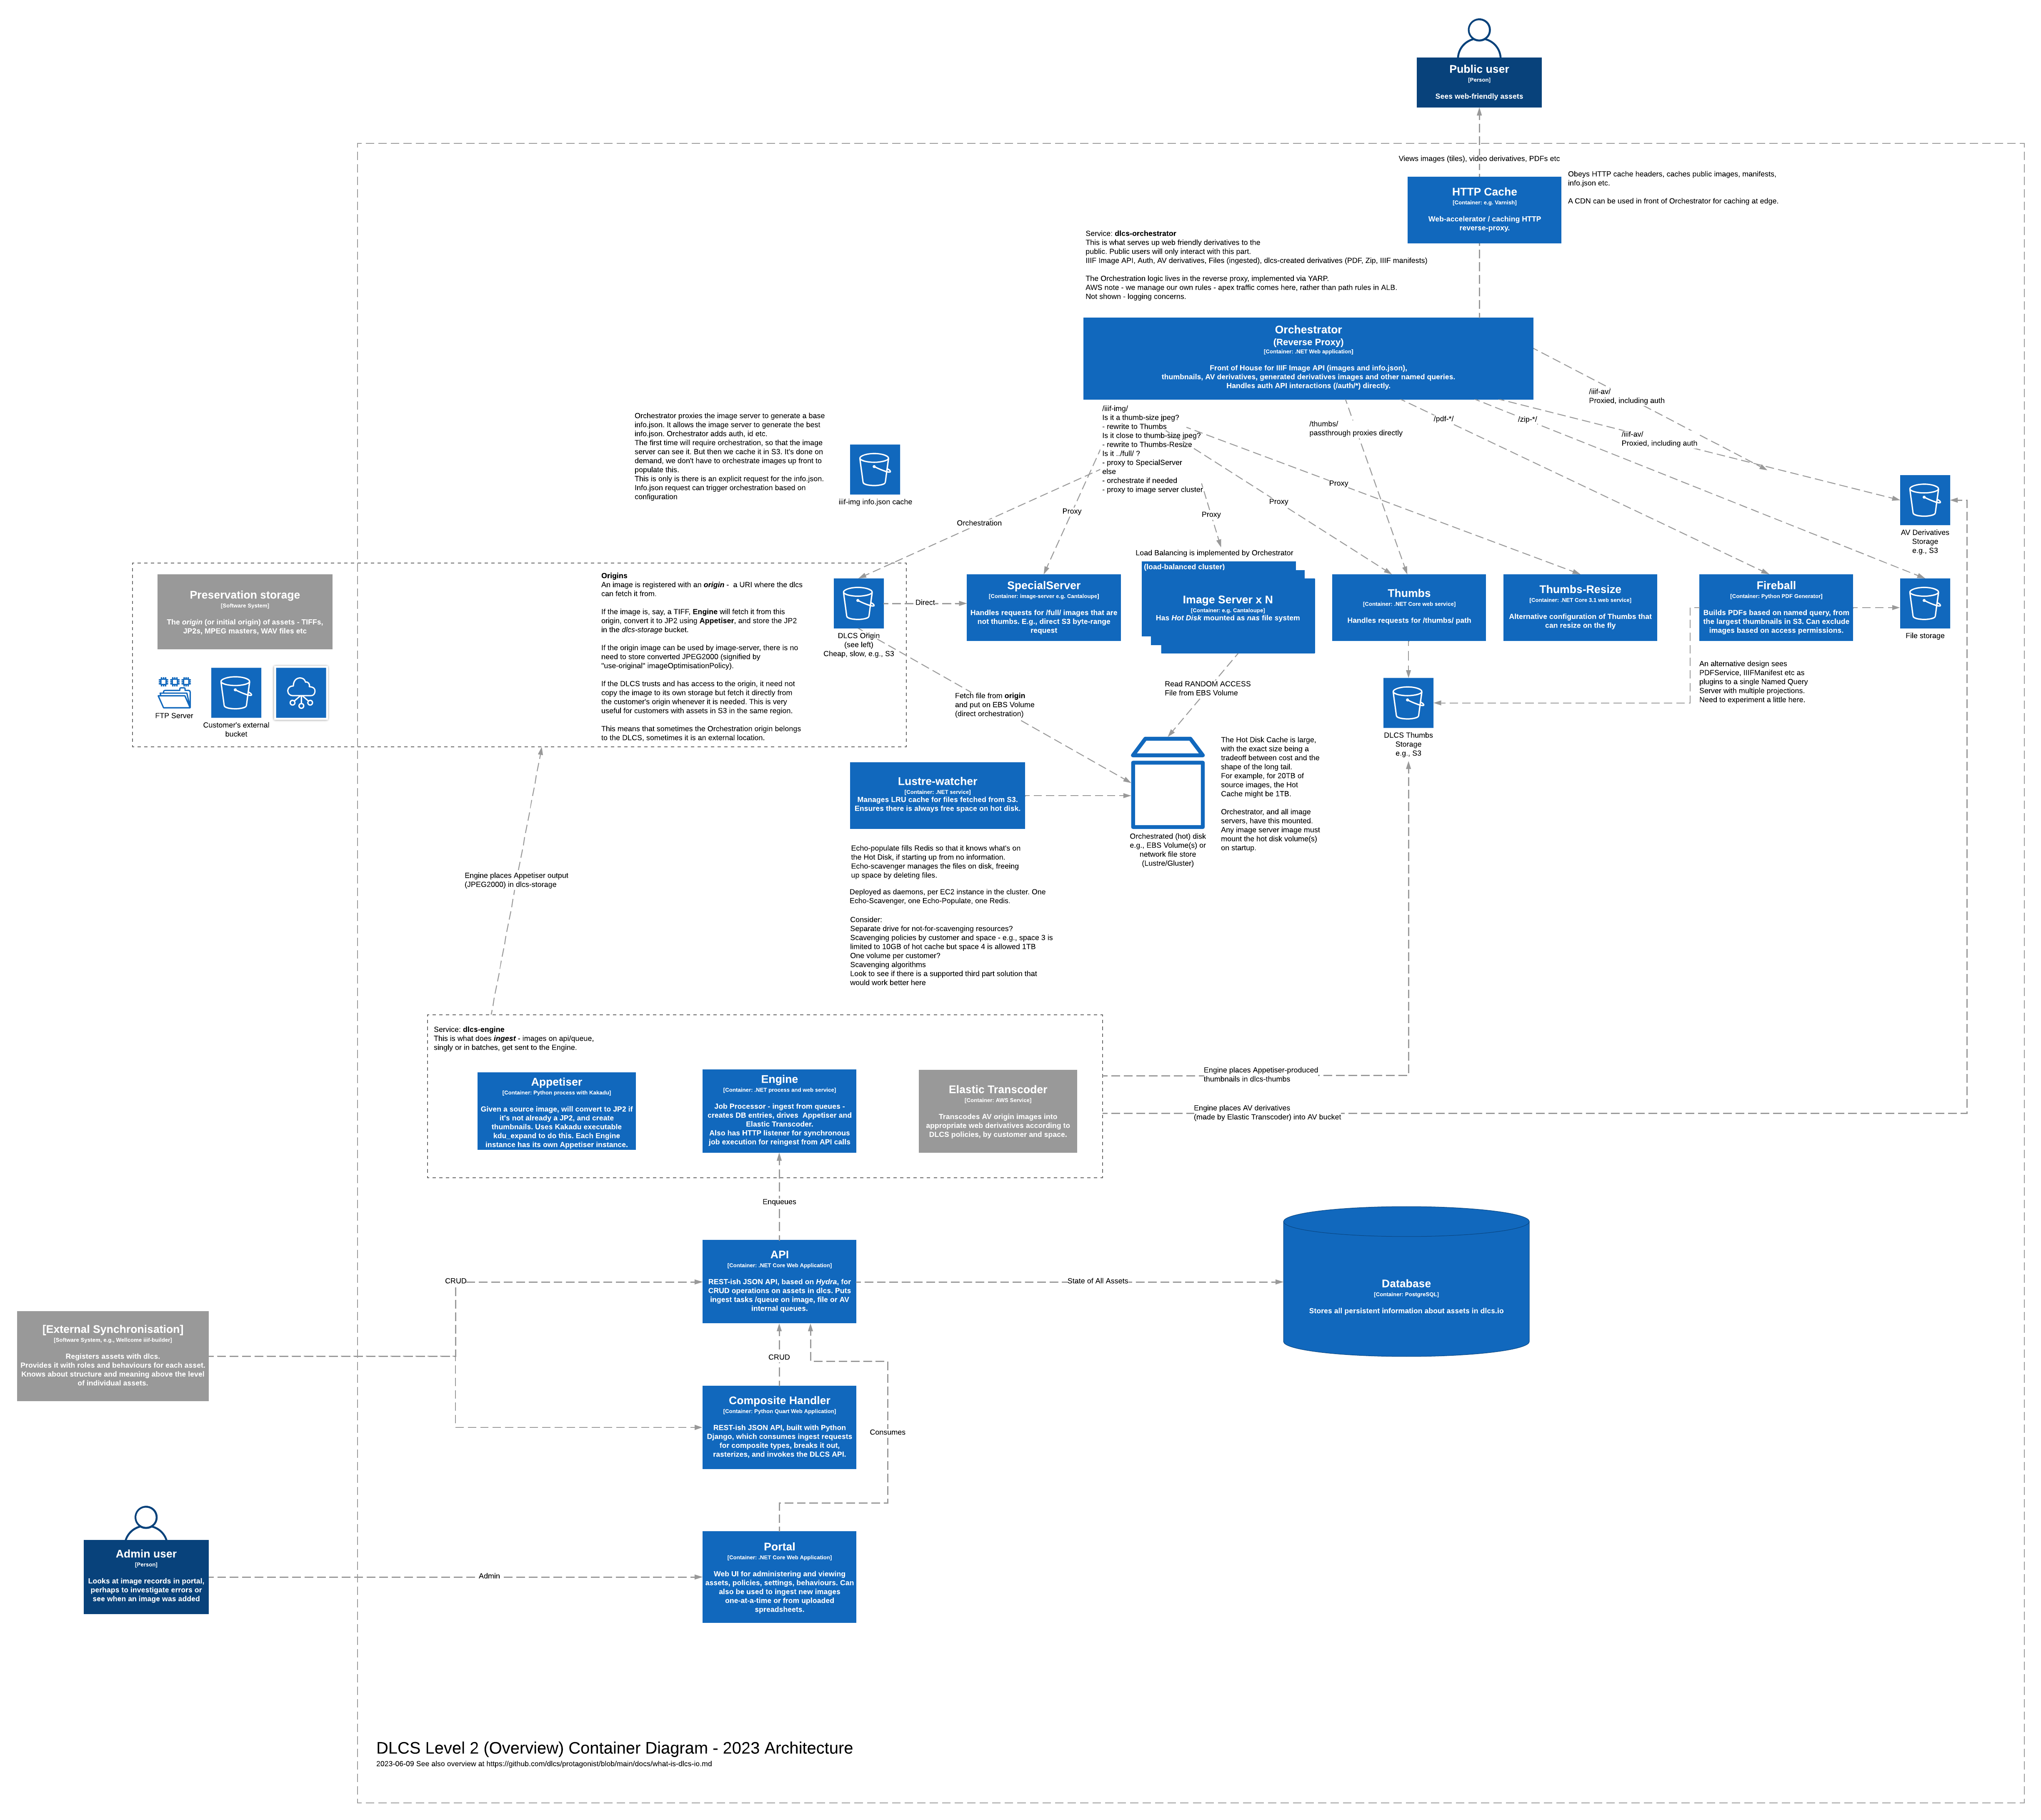 Public user
[Person]
Sees web-friendly assets
Views images (tiles), video derivatives, PDFs etc
HTTP Cache
[Container: e.g. Varnish]
Web-accelerator / caching HTTP
reverse-proxy.
Obeys HTTP cache headers, caches public images, manifests,
info.json etc.
A CDN can be used in front of Orchestrator for caching at edge.
Service: dlcs-orchestrator
This is what serves up web friendly derivatives to the
public. Public users will only interact with this part.
IIIF Image API, Auth, AV derivatives, Files (ingested), dlcs-created derivatives (PDF, Zip, IIIF manifests)
The Orchestration logic lives in the reverse proxy, implemented via YARP.
AWS note - we manage our own rules - apex traffic comes here, rather than path rules in ALB.
Not shown - logging concerns.
Orchestrator
(Reverse Proxy)
[Container: .NET Web application]
Front of House for IIIF Image API (images and info.json),
thumbnails, AV derivatives, generated derivatives images and other named queries.
Handles auth API interactions (/auth/*) directly.
/iiif-av/
Proxied, including auth
/iiif-img/
Is it a thumb-size jpeg?
- rewrite to Thumbs
Is it close to thumb-size jpeg?
- rewrite to Thumbs-Resize
Is it ../full/ ?
- proxy to SpecialServer
else
- orchestrate if needed
- proxy to image server cluster
/thumbs/
passthrough proxies directly
/pdf-*/
/zip-*/
/iiif-av/
Proxied, including auth
Orchestrator proxies the image server to generate a base
info.json. It allows the image server to generate the best
info.json. Orchestrator adds auth, id etc.
The first time will require orchestration, so that the image
server can see it. But then we cache it in S3. It's done on
demand, we don't have to orchestrate images up front to
populate this.
This is only is there is an explicit request for the info.json.
Info.json request can trigger orchestration based on
configuration
iiif-img info.json cache
Orchestration
Proxy
Proxy
Proxy
Proxy
AV Derivatives
Storage
e.g., S3
Load Balancing is implemented by Orchestrator
Preservation storage
[Software System]
The origin (or initial origin) of assets - TIFFs,
JP2s, MPEG masters, WAV files etc
FTP Server
Customer's external
bucket
Origins
An image is registered with an origin - a URI where the dlcs
can fetch it from.
If the image is, say, a TIFF, Engine will fetch it from this
origin, convert it to JP2 using Appetiser, and store the JP2
in the dlcs-storage bucket.
If the origin image can be used by image-server, there is no
need to store converted JPEG2000 (signified by
"use-original" imageOptimisationPolicy).
If the DLCS trusts and has access to the origin, it need not
copy the image to its own storage but fetch it directly from
the customer's origin whenever it is needed. This is very
useful for customers with assets in S3 in the same region.
This means that sometimes the Orchestration origin belongs
to the DLCS, sometimes it is an external location.
DLCS Origin
(see left)
Cheap, slow, e.g., S3
Direct
SpecialServer
[Container: image-server e.g. Cantaloupe]
Handles requests for /full/ images that are
not thumbs. E.g., direct S3 byte-range
request
(load-balanced cluster)
Image Server x N
[Container: e.g. Cantaloupe]
Has Hot Disk mounted as nas file system
Thumbs
[Container: .NET Core web service]
Handles requests for /thumbs/ path
Thumbs-Resize
[Container: .NET Core 3.1 web service]
Alternative configuration of Thumbs that
can resize on the fly
Fireball
[Container: Python PDF Generator]
Builds PDFs based on named query, from
the largest thumbnails in S3. Can exclude
images based on access permissions.
File storage
An alternative design sees
PDFService, IIIFManifest etc as
plugins to a single Named Query
Server with multiple projections.
Need to experiment a little here.
Fetch file from origin
and put on EBS Volume
(direct orchestration)
Read RANDOM ACCESS
File from EBS Volume
DLCS Thumbs
Storage
e.g., S3
Lustre-watcher
[Container: .NET service]
Manages LRU cache for files fetched from S3.
Ensures there is always free space on hot disk.
Orchestrated (hot) disk
e.g., EBS Volume(s) or
network file store
(Lustre/Gluster)
The Hot Disk Cache is large,
with the exact size being a
tradeoff between cost and the
shape of the long tail.
For example, for 20TB of
source images, the Hot
Cache might be 1TB.
Orchestrator, and all image
servers, have this mounted.
Any image server image must
mount the hot disk volume(s)
on startup.
Echo-populate fills Redis so that it knows what's on
the Hot Disk, if starting up from no information.
Echo-scavenger manages the files on disk, freeing
up space by deleting files.
Deployed as daemons, per EC2 instance in the cluster. One
Echo-Scavenger, one Echo-Populate, one Redis.
Consider:
Separate drive for not-for-scavenging resources?
Scavenging policies by customer and space - e.g., space 3 is
limited to 10GB of hot cache but space 4 is allowed 1TB
One volume per customer?
Scavenging algorithms
Look to see if there is a supported third part solution that
would work better here
Engine places Appetiser output
(JPEG2000) in dlcs-storage
Service: dlcs-engine
This is what does ingest - images on api/queue,
singly or in batches, get sent to the Engine.
Appetiser
[Container: Python process with Kakadu]
Given a source image, will convert to JP2 if
it's not already a JP2, and create
thumbnails. Uses Kakadu executable
kdu_expand to do this. Each Engine
instance has its own Appetiser instance.
Engine
[Container: .NET process and web service]
Job Processor - ingest from queues -
creates DB entries, drives Appetiser and
Elastic Transcoder.
Also has HTTP listener for synchronous
job execution for reingest from API calls
Elastic Transcoder
[Container: AWS Service]
Transcodes AV origin images into
appropriate web derivatives according to
DLCS policies, by customer and space.
Engine places Appetiser-produced
thumbnails in dlcs-thumbs
Engine places AV derivatives
(made by Elastic Transcoder) into AV bucket
Enqueues
API
[Container: .NET Core Web Application]
REST-ish JSON API, based on Hydra, for
CRUD operations on assets in dlcs. Puts
ingest tasks /queue on image, file or AV
internal queues.
CRUD
State of All Assets
Database
[Container: PostgreSQL]
Stores all persistent information about assets in dlcs.io
[External Synchronisation]
[Software System, e.g., Wellcome iiif-builder]
Registers assets with dlcs.
Provides it with roles and behaviours for each asset.
Knows about structure and meaning above the level
of individual assets.
CRUD
Composite Handler
[Container: Python Quart Web Application]
REST-ish JSON API, built with Python
Django, which consumes ingest requests
for composite types, breaks it out,
rasterizes, and invokes the DLCS API.
Consumes
Admin user
[Person]
Looks at image records in portal,
perhaps to investigate errors or
see when an image was added
Admin
Portal
[Container: .NET Core Web Application]
Web UI for administering and viewing
assets, policies, settings, behaviours. Can
also be used to ingest new images
one-at-a-time or from uploaded
spreadsheets.
DLCS Level 2 (Overview) Container Diagram - 2023 Architecture
2023-06-09 See also overview at https://github.com/dlcs/protagonist/blob/main/docs/what-is-dlcs-io.md